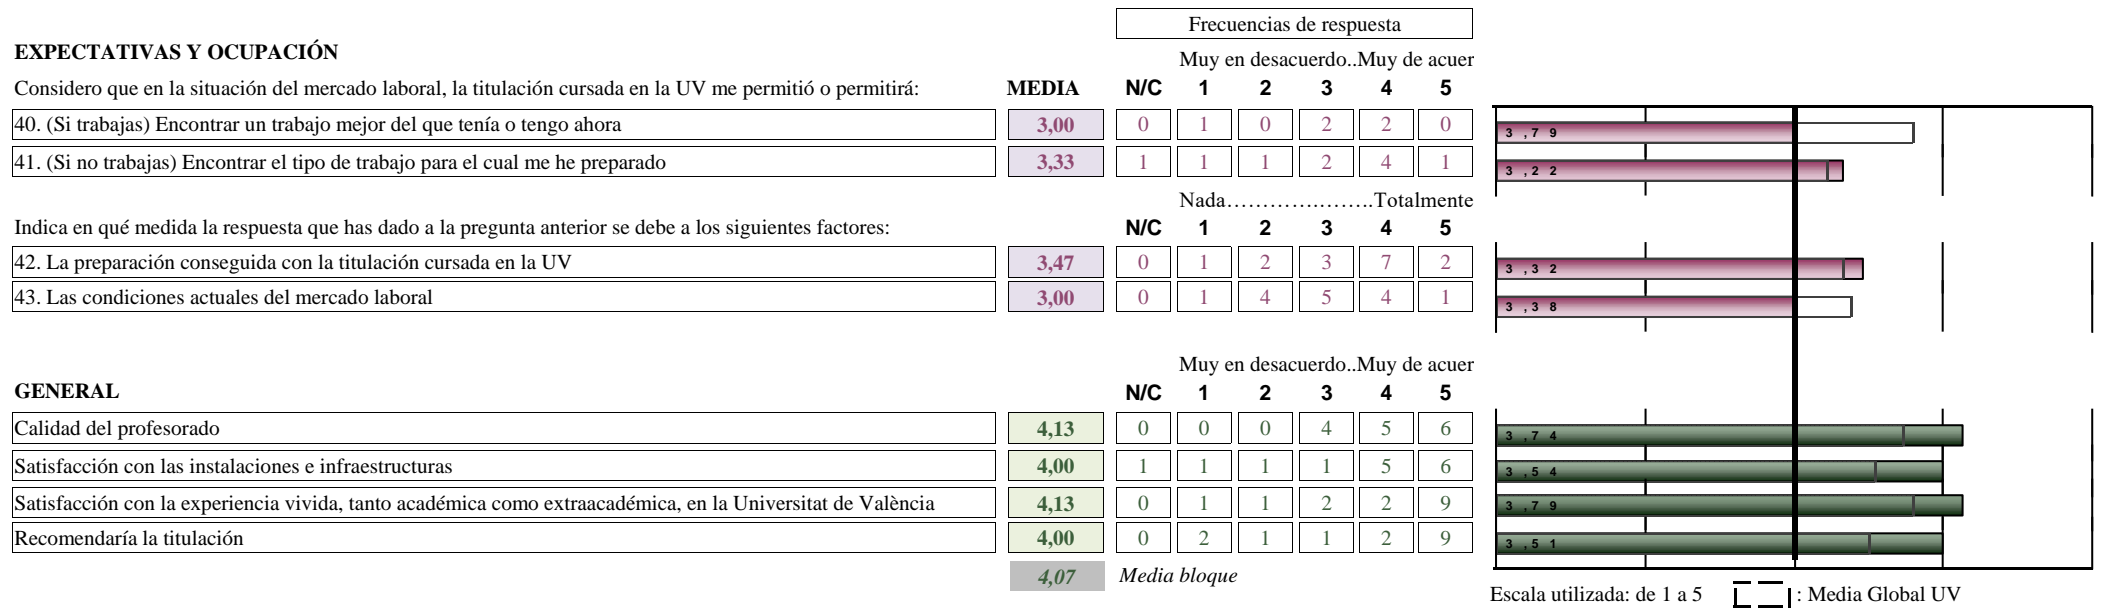 Frecuencias de respuesta
EXPECTATIVAS Y OCUPACIÓN
Muy en desacuerdo..Muy de acuer
Considero que en la situación del mercado laboral, la titulación cursada en la UV me permitió o permitirá: MEDIA N/C 1 2 3 4 5
40. (Si trabajas) Encontrar un trabajo mejor del que tenía o tengo ahora 3,00 0 1 0 2 2 0 3,79
41. (Si no trabajas) Encontrar el tipo de trabajo para el cual me he preparado 3,33 1 1 1 2 4 1 3,22
Nada…………..……..Totalmente
Indica en qué medida la respuesta que has dado a la pregunta anterior se debe a los siguientes factores: N/C 1 2 3 4 5
42. La preparación conseguida con la titulación cursada en la UV 3,47 0 1 2 3 7 2 3,32
43. Las condiciones actuales del mercado laboral 3,00 0 1 4 5 4 1 3,38
Muy en desacuerdo..Muy de acuer
GENERAL N/C 1 2 3 4 5
Calidad del profesorado 4,13 0 0 0 4 5 6 3,74
Satisfacción con las instalaciones e infraestructuras 4,00 1 1 1 1 5 6 3,54
Satisfacción con la experiencia vivida, tanto académica como extraacadémica, en la Universitat de València 4,13 0 1 1 2 2 9 3,79
Recomendaría la titulación 4,00 0 2 1 1 2 9 3,51
4,07 Media bloque
Escala utilizada: de 1 a 5 : Media Global UV